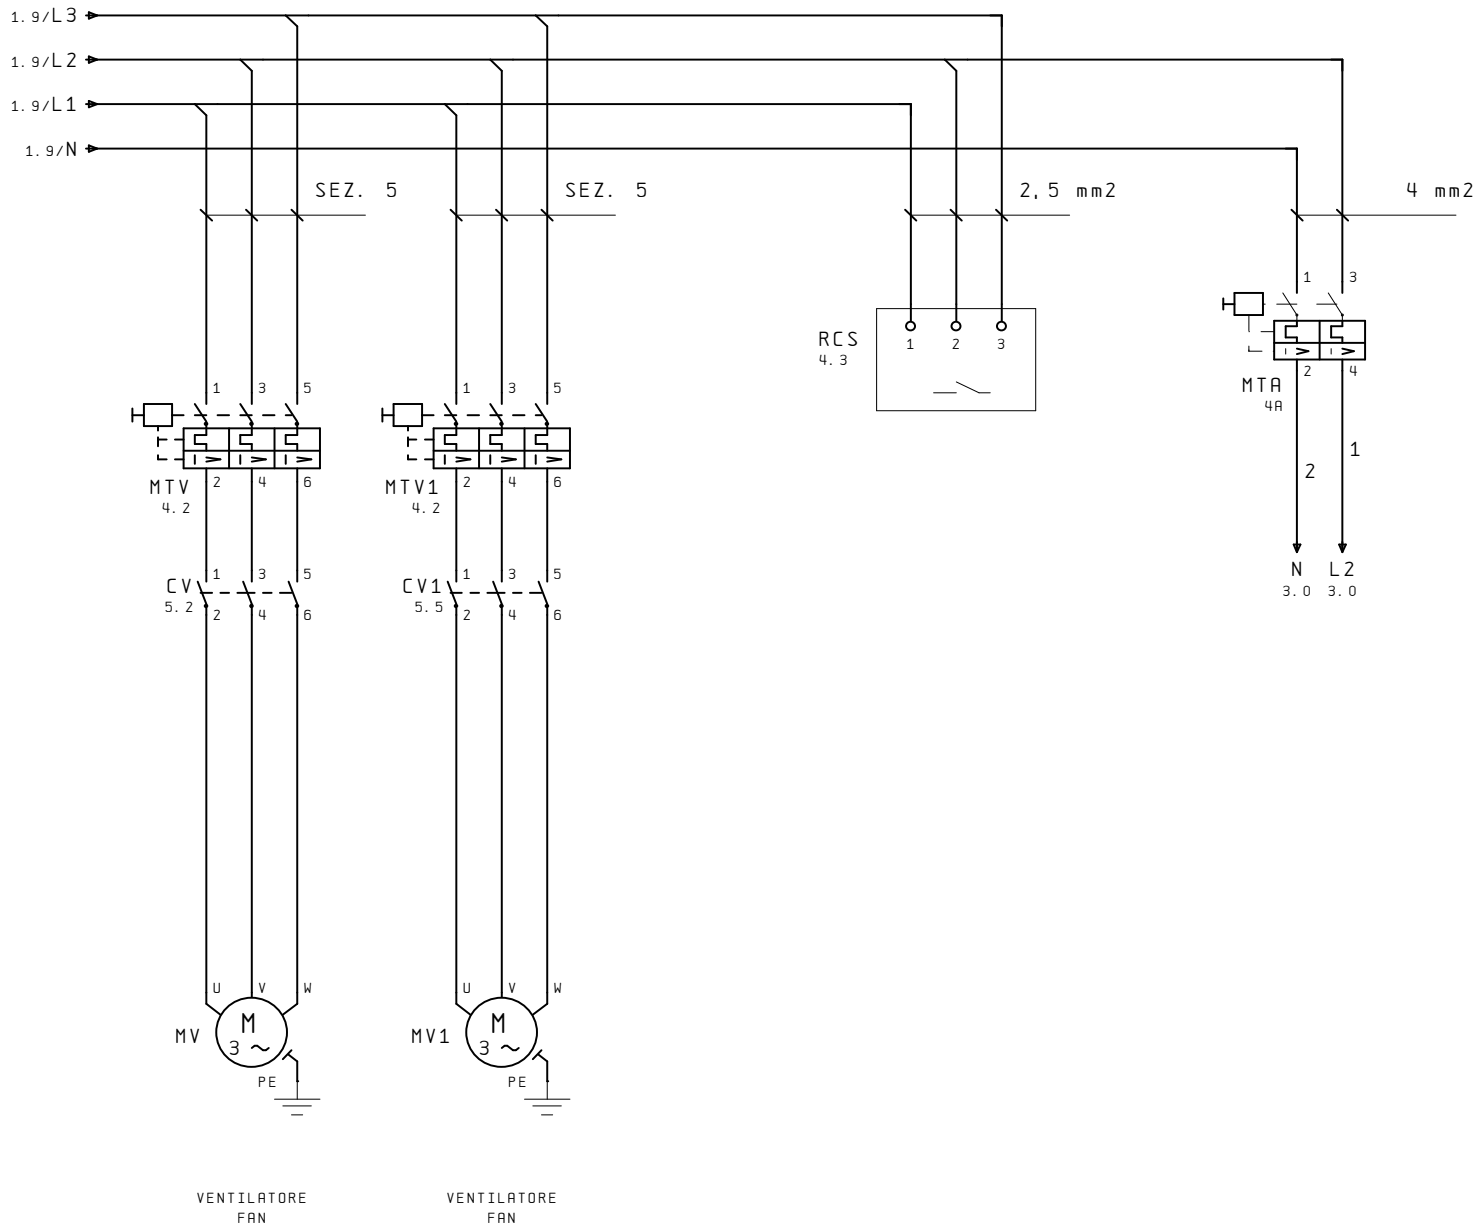 1.9/L3
1.9/L2
1.9/L1
1.9/N
SEZ. 5
SEZ. 5
2,5 mm2
4 mm2
1 3
RCS
4.3
1 2 3
MTA
4A
2 4
1 3 5
1 3 5
MTV
4.2
2 4 6
MTV1
4.2
2 4 6
2
1
N L2
3.0 3.0
CV
5.2
1 3 5
2 4 6
CV1
5.5
1 3 5
2 4 6
U V W
U V W
MV
M
3 ~
PE
MV1
M
3 ~
PE
VENTILATORE
FAN
VENTILATORE
FAN